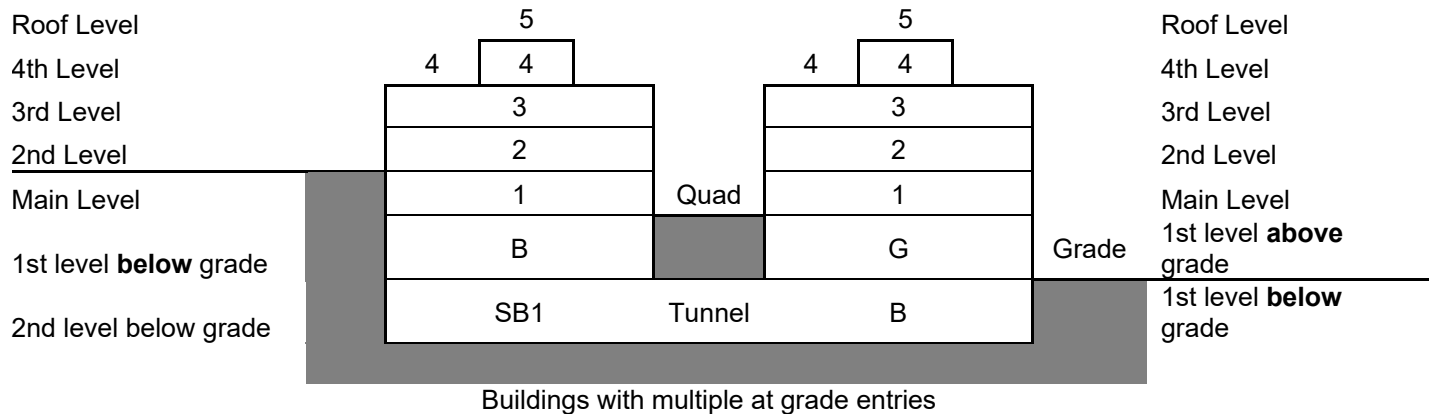 Roof Level 5 5 Roof Level
4th Level 4 4 4 4 4th Level
3rd Level 3 3 3rd Level
2nd Level 2 2 2nd Level
Main Level 1 Quad 1 Main Level
1st level below grade B G Grade 1st level above
grade
2nd level below grade SB1 Tunnel B 1st level below
grade
Buildings with multiple at grade entries